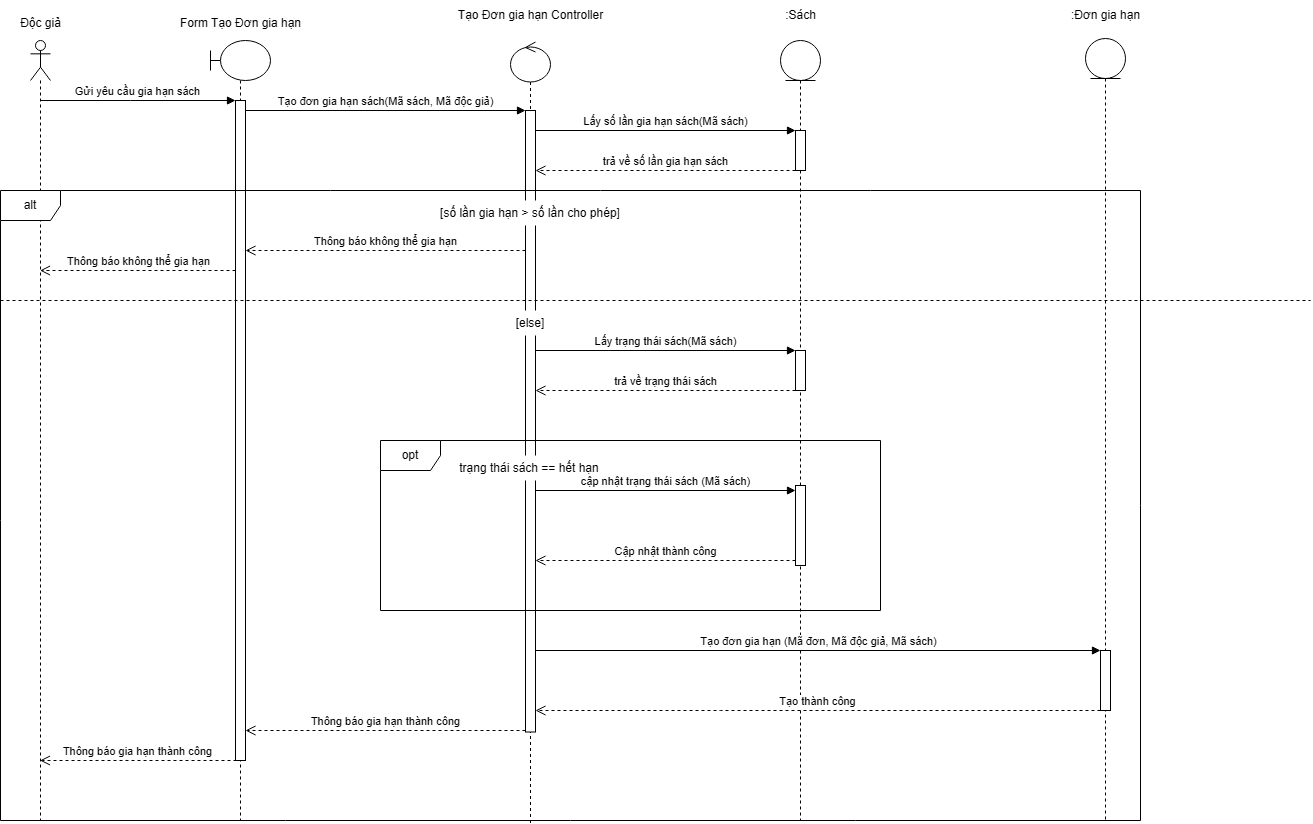 Độc giả
Form Tạo Đơn gia hạn
Tạo Đơn gia hạn Controller
:Sách
:Đơn gia hạn
Gửi yêu cầu gia hạn sách
Tạo đơn gia hạn sách(Mã sách, Mã độc giả)
Lấy số lần gia hạn sách(Mã sách)
trả về số lần gia hạn sách
alt
[số lần gia hạn > số lần cho phép]
Thông báo không thể gia hạn
Thông báo không thể gia hạn
[else]
Lấy trạng thái sách(Mã sách)
trả về trạng thái sách
opt
trạng thái sách == hết hạn
cập nhật trạng thái sách (Mã sách)
Cập nhật thành công
Tạo đơn gia hạn (Mã đơn, Mã độc giả, Mã sách)
Tạo thành công
Thông báo gia hạn thành công
Thông báo gia hạn thành công